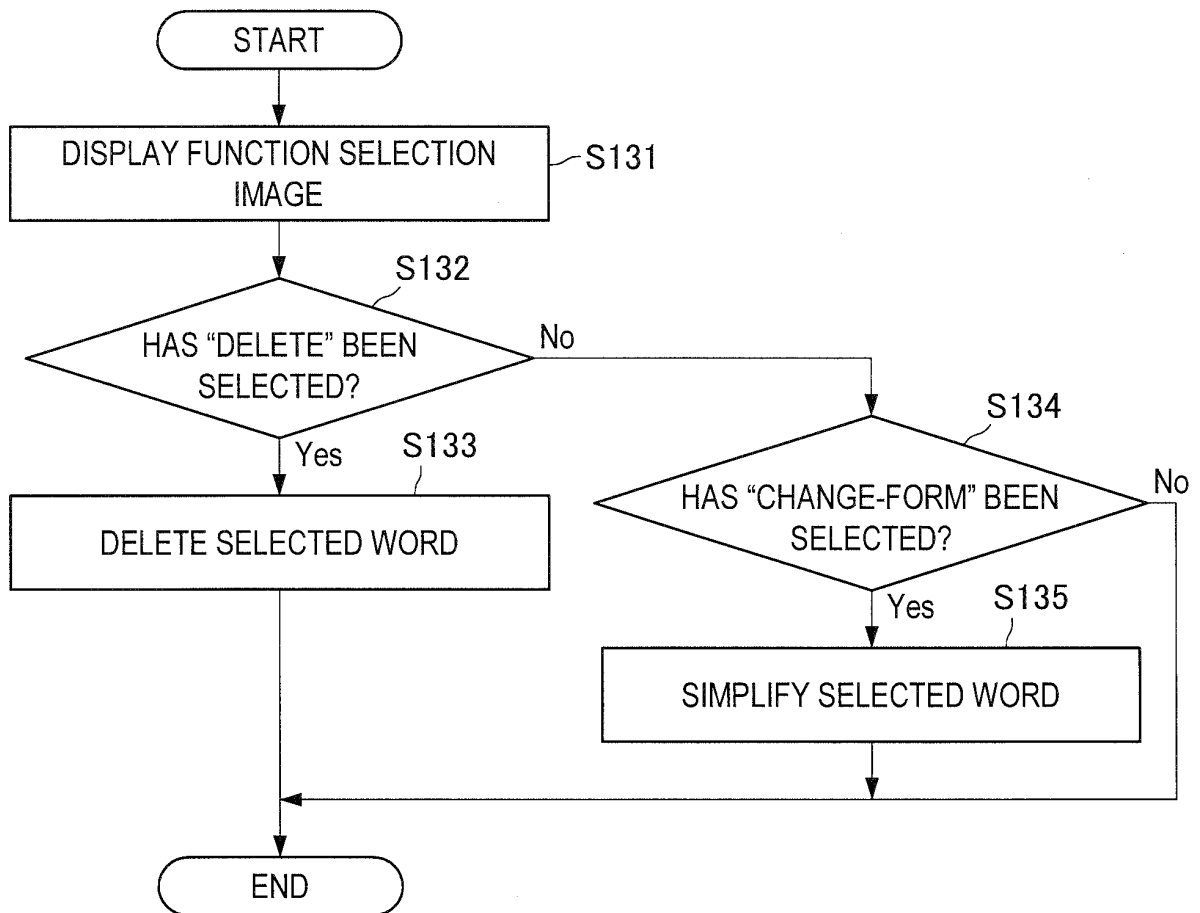 START
DISPLAY FUNCTION SELECTION
IMAGE
S131
S132
HAS “DELETE” BEEN
SELECTED?
No
Yes
S133
DELETE SELECTED WORD
S134
HAS “CHANGE-FORM” BEEN
SELECTED?
No
Yes
S135
SIMPLIFY SELECTED WORD
END